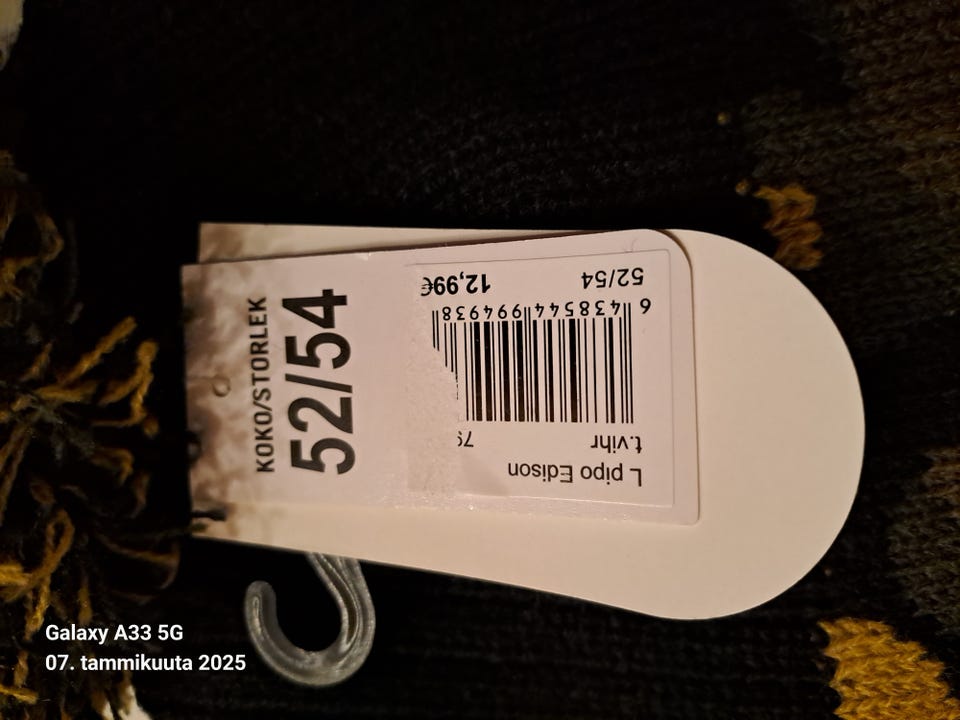 KOKO/STORLEK
52/54
L pipo Edison
t.vihr 79
6 438544 994938
52/54 12,99€
Galaxy A33 5G
07. tammikuuta 2025